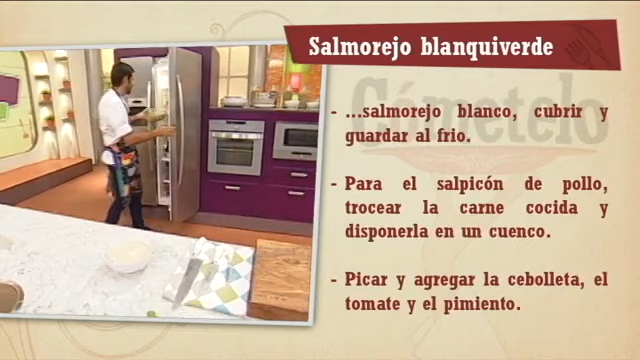 Salmorejo blanquiverde
- ...salmorejo blanco, cubrir y
guardar al frio.
- Para el salpicón de pollo,
trocear la carne cocida y
disponerla en un cuenco.
- Picar y agregar la cebolleta, el
tomate y el pimiento.
Cómetelo